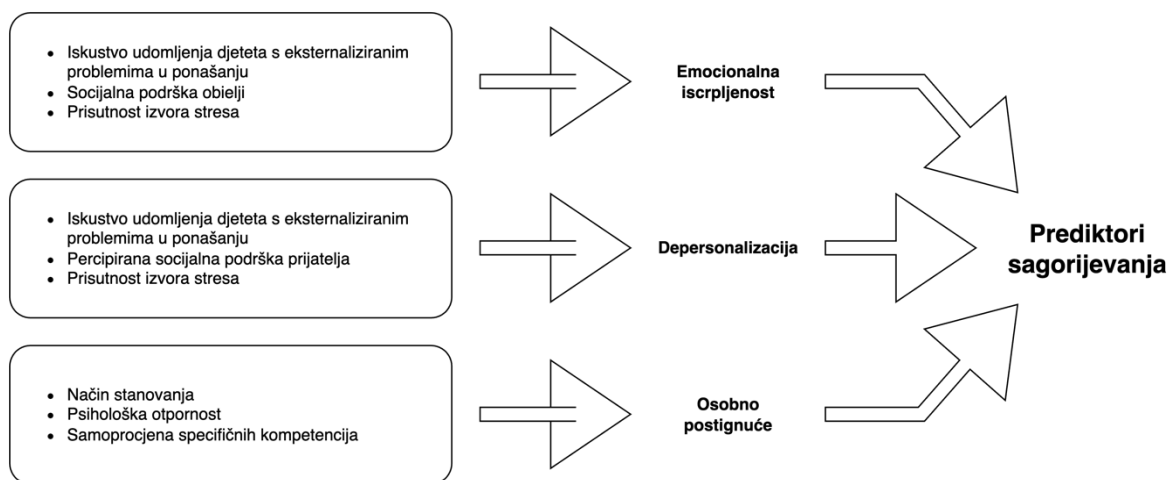 • Iskustvo udomljenja djeteta s eksternaliziranim
problemima u ponašanju
• Socijalna podrška obielji
• Prisutnost izvora stresa
Emocionalna
iscrpljenost
• Iskustvo udomljenja djeteta s eksternaliziranim
problemima u ponašanju
• Percipirana socijalna podrška prijatelja
• Prisutnost izvora stresa
Depersonalizacija
• Način stanovanja
• Psihološka otpornost
• Samoprocjena specifičnih kompetencija
Osobno
postignuće
Prediktori
sagorijevanja